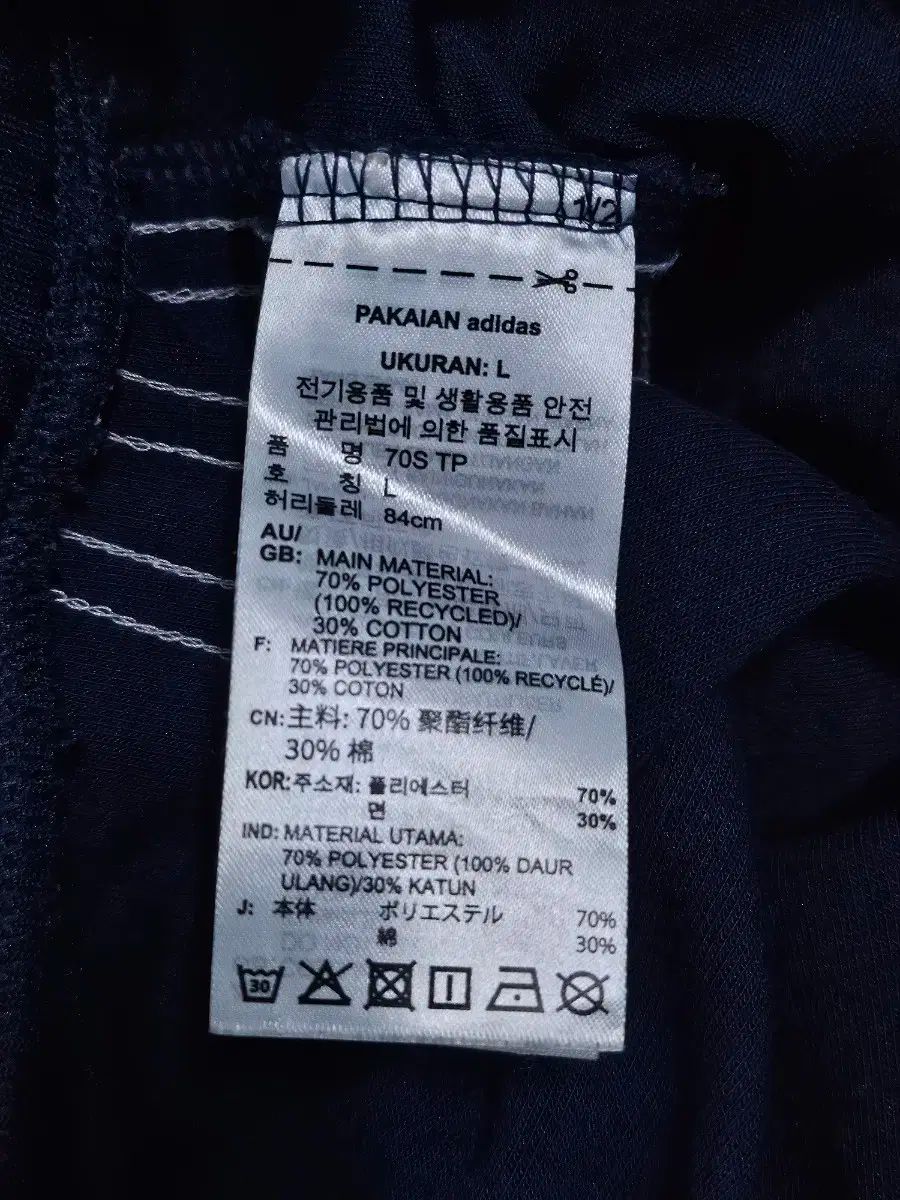 1/2
PAKAIAN adidas
UKURAN: L
전기용품 및 생활용품 안전
관리법에 의한 품질표시
품 명 70S TP
호 칭 L
허리둘레 84cm
AU/
GB: MAIN MATERIAL:
70% POLYESTER
(100% RECYCLED)/
30% COTTON
F: MATIERE PRINCIPALE:
70% POLYESTER (100% RECYCLÉ)/
30% COTON
CN: 主料: 70% 聚酯纤维/
30% 棉
KOR: 주소재: 폴리에스터 70%
면 30%
IND: MATERIAL UTAMA:
70% POLYESTER (100% DAUR
ULANG)/30% KATUN
J: 本体 ポリエステル 70%
綿 30%
30